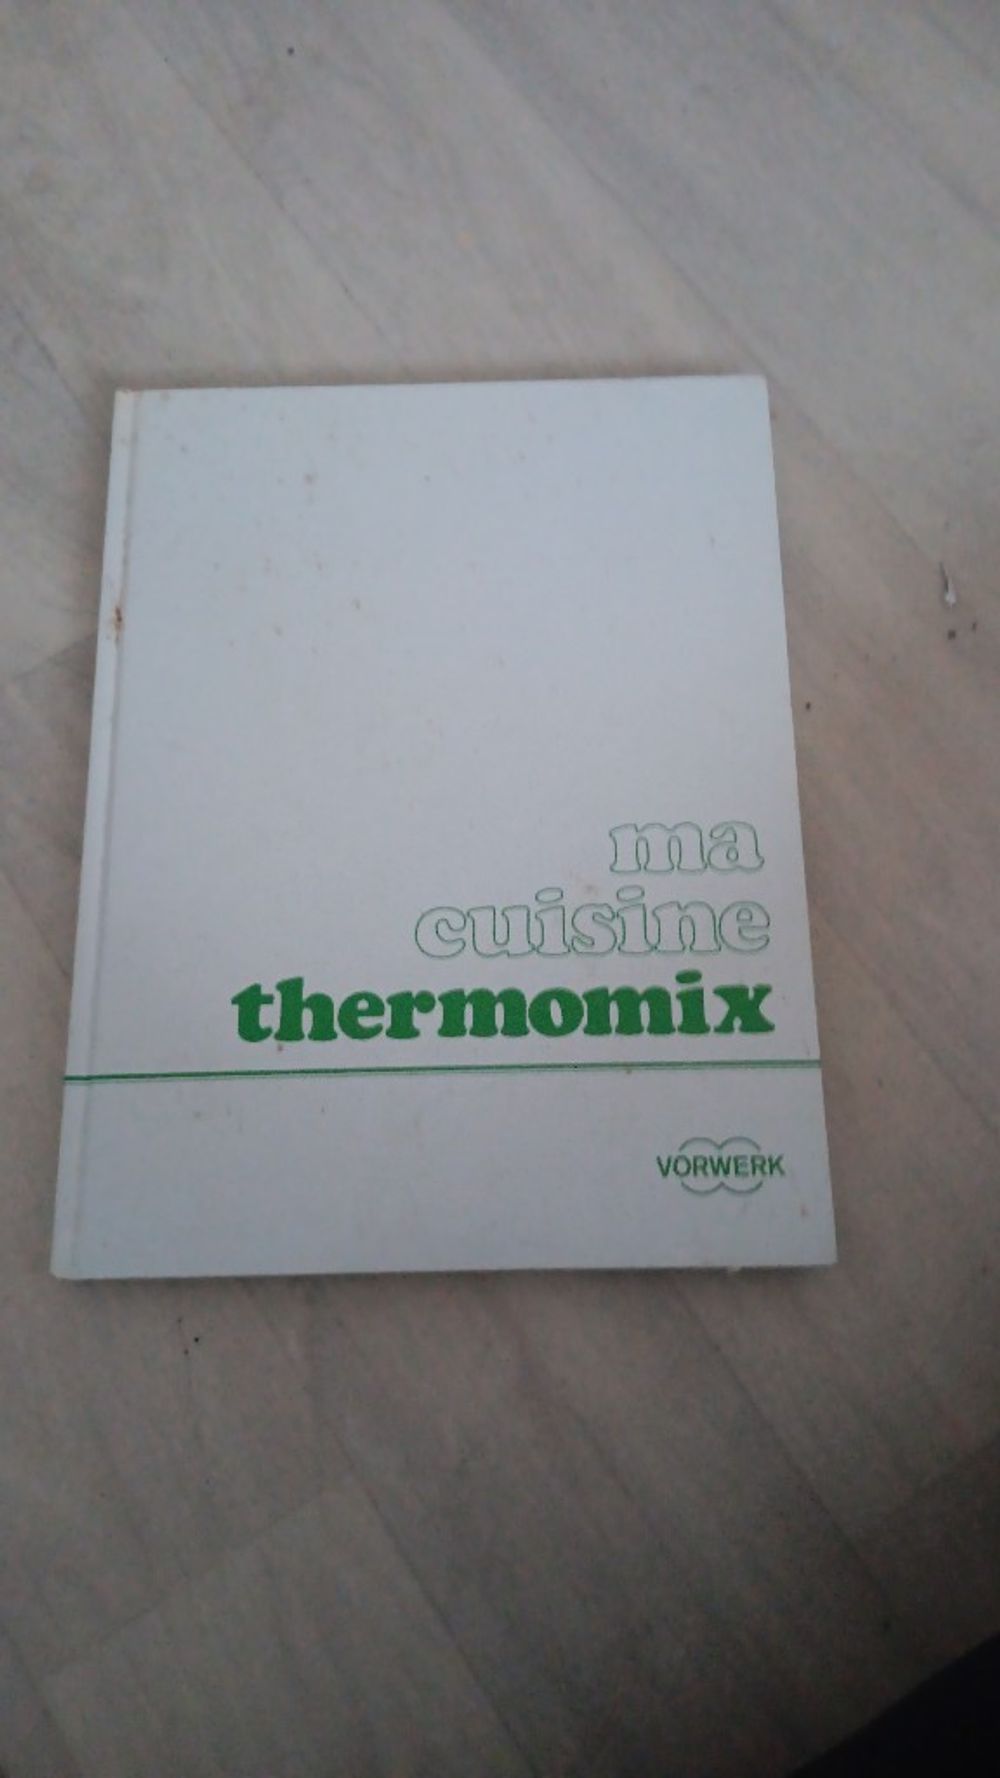 ma
cuisine
thermomix
VORWERK